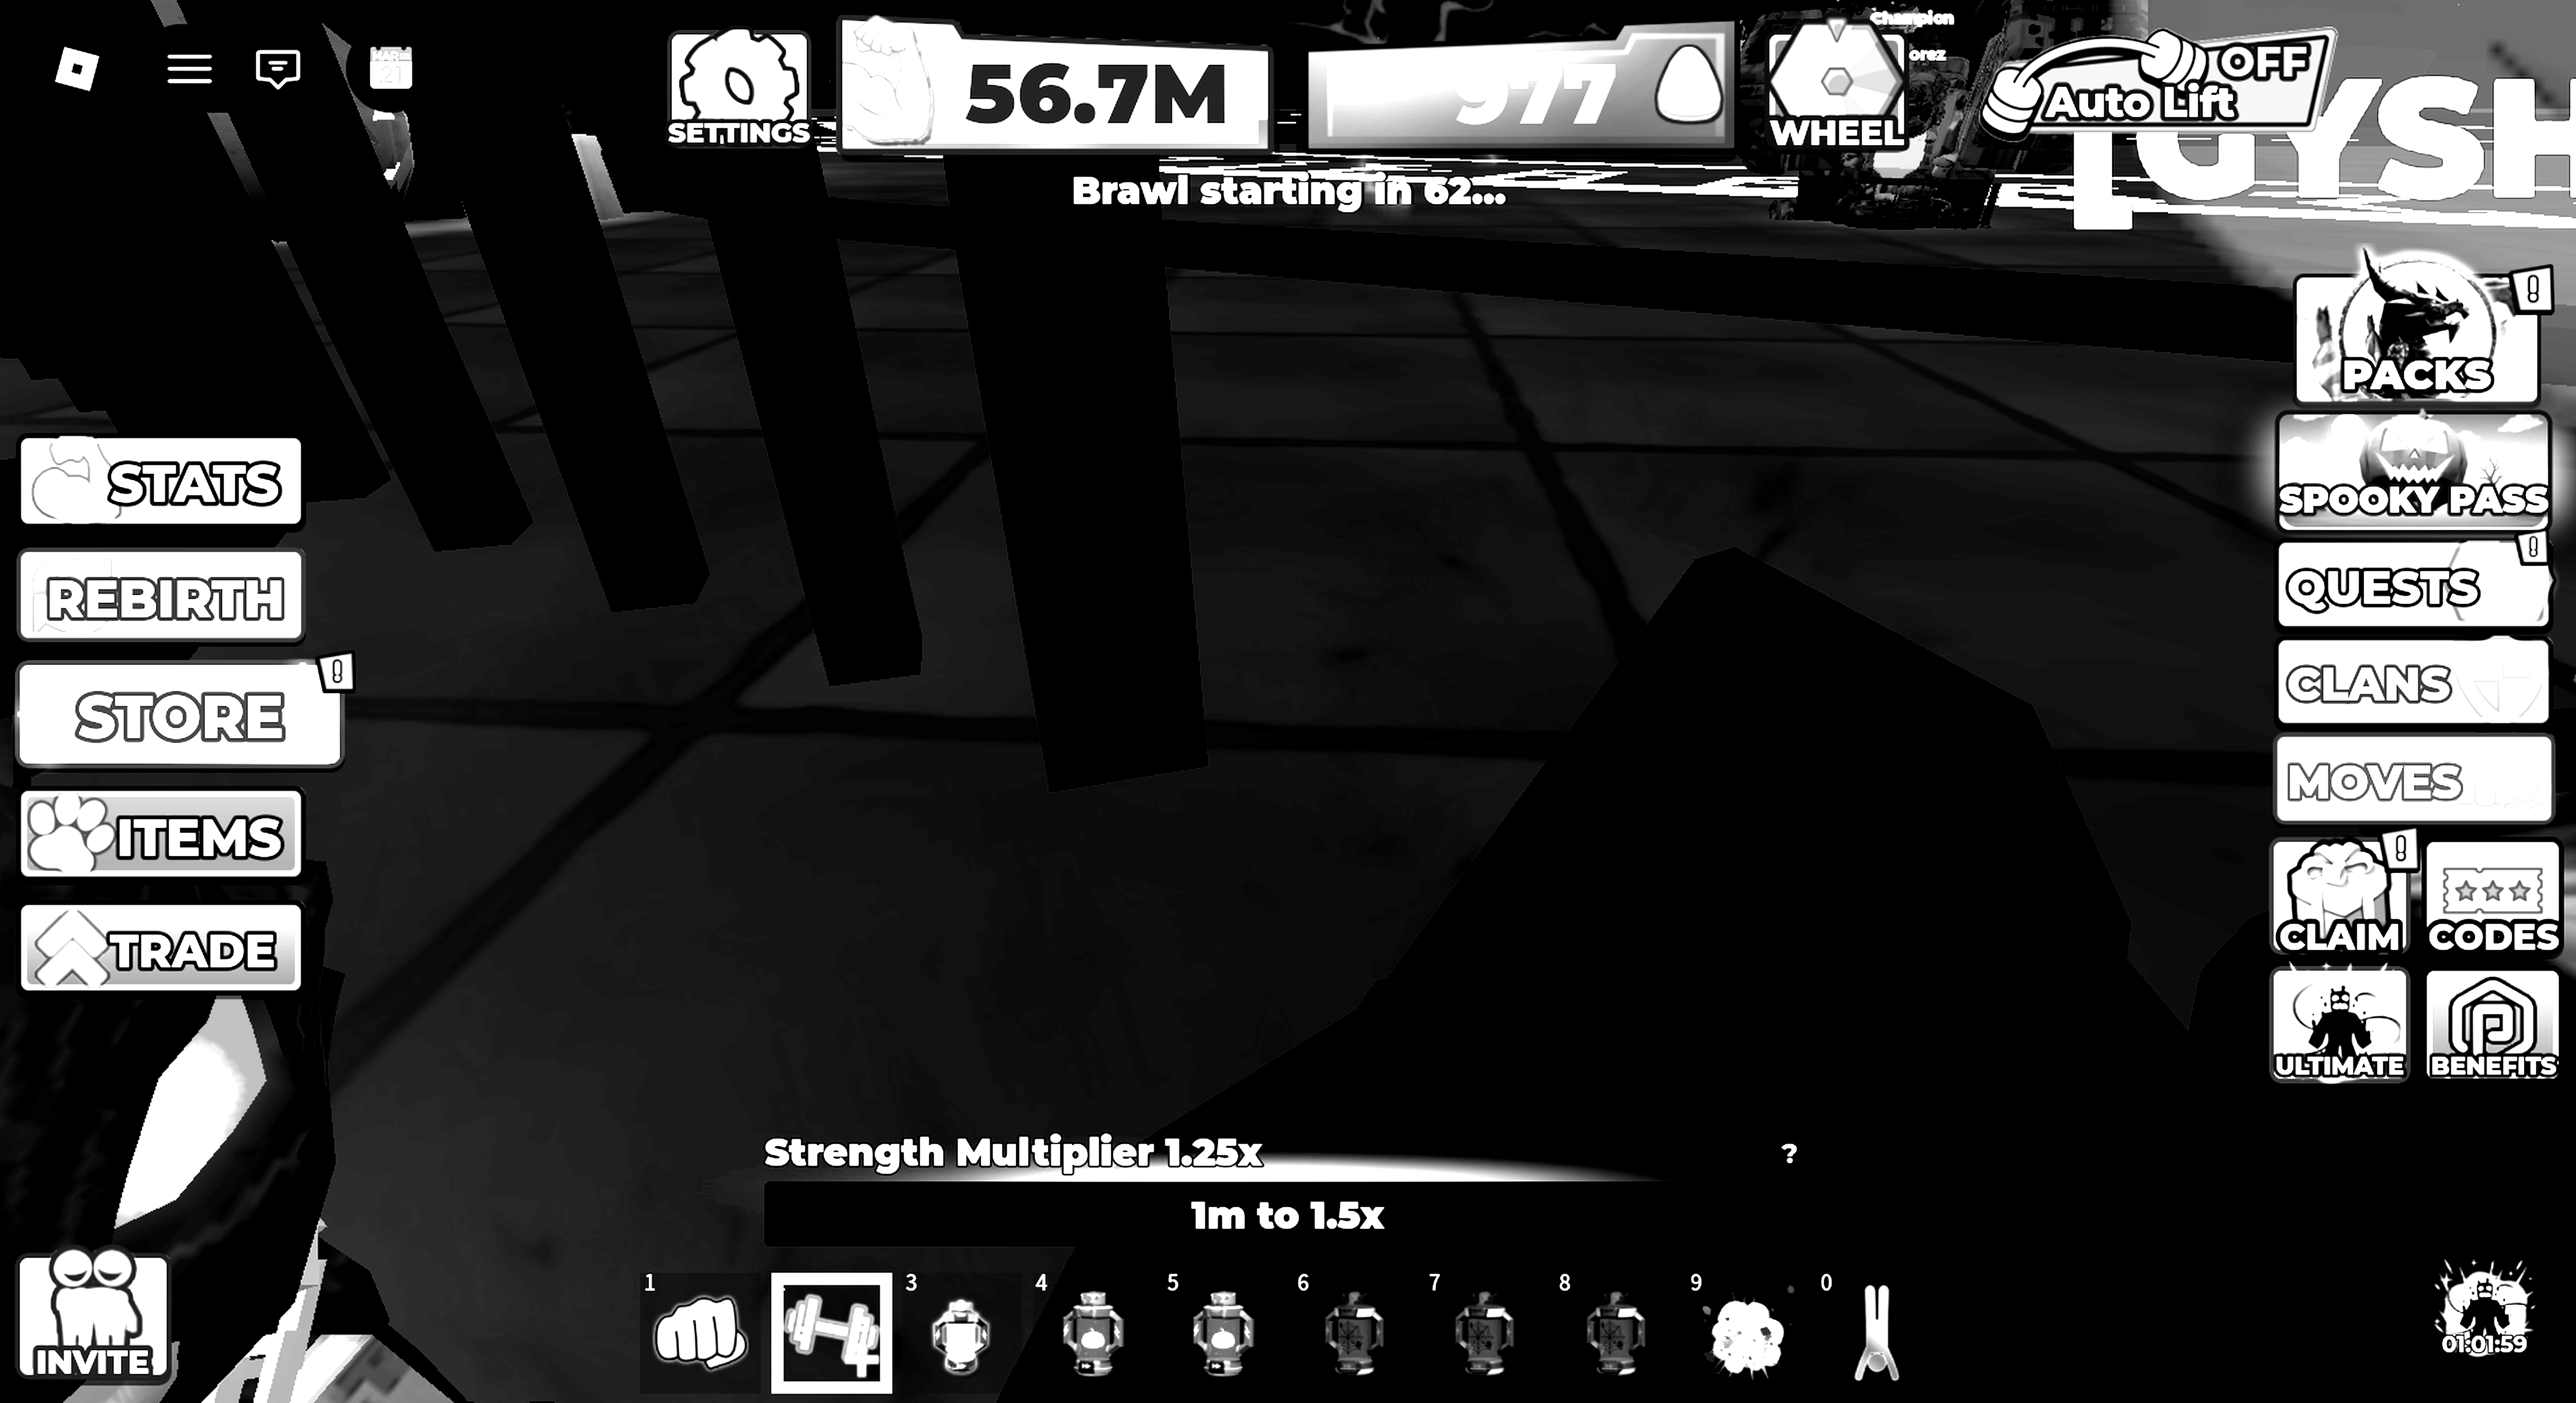 Champion
orez
SETTINGS
56.7M
977
WHEEL
OFF
Auto Lift
Brawl starting in 62...
PACKS
SPOOKY PASS
STATS
QUESTS
REBIRTH
CLANS
STORE
MOVES
ITEMS
CLAIM
CODES
TRADE
ULTIMATE
BENEFITS
Strength Multiplier 1.25x
?
1m to 1.5x
INVITE
1
3
4
5
6
7
8
9
0
01:01:59